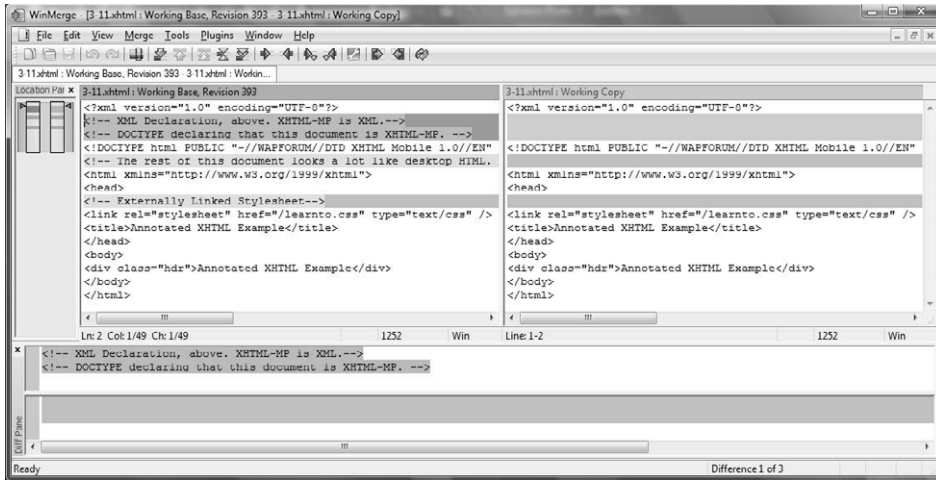 WinMerge - [3-11.xhtml : Working Base, Revision 393 - 3-11.xhtml : Working Copy]
File Edit View Merge Tools Plugins Window Help
3-11.xhtml : Working Base, Revision 393 - 3-11.xhtml : Workin...
Location Par x
3-11.xhtml : Working Base, Revision 393
<?xml version="1.0" encoding="UTF-8"?>
<!-- XML Declaration, above. XHTML-MP is XML.-->
<!-- DOCTYPE declaring that this document is XHTML-MP. -->
<!DOCTYPE html PUBLIC "-//WAPFORUM//DTD XHTML Mobile 1.0//EN"
<!-- The rest of this document looks a lot like desktop HTML.
<html xmlns="http://www.w3.org/1999/xhtml">
<head>
<!-- Externally Linked Stylesheet-->
<link rel="stylesheet" href="/learnto.css" type="text/css" />
<title>Annotated XHTML Example</title>
</head>
<body>
<div class="hdr">Annotated XHTML Example</div>
</body>
</html>
Ln: 2 Col: 1/49 Ch: 1/49 1252 Win
3-11.xhtml : Working Copy
<?xml version="1.0" encoding="UTF-8"?>
<!DOCTYPE html PUBLIC "-//WAPFORUM//DTD XHTML Mobile 1.0//EN"
<html xmlns="http://www.w3.org/1999/xhtml">
<head>
<link rel="stylesheet" href="/learnto.css" type="text/css" />
<title>Annotated XHTML Example</title>
</head>
<body>
<div class="hdr">Annotated XHTML Example</div>
</body>
</html>
Line: 1-2 1252 Win
<!-- XML Declaration, above. XHTML-MP is XML.-->
<!-- DOCTYPE declaring that this document is XHTML-MP. -->
Diff Pane
Ready Difference 1 of 3